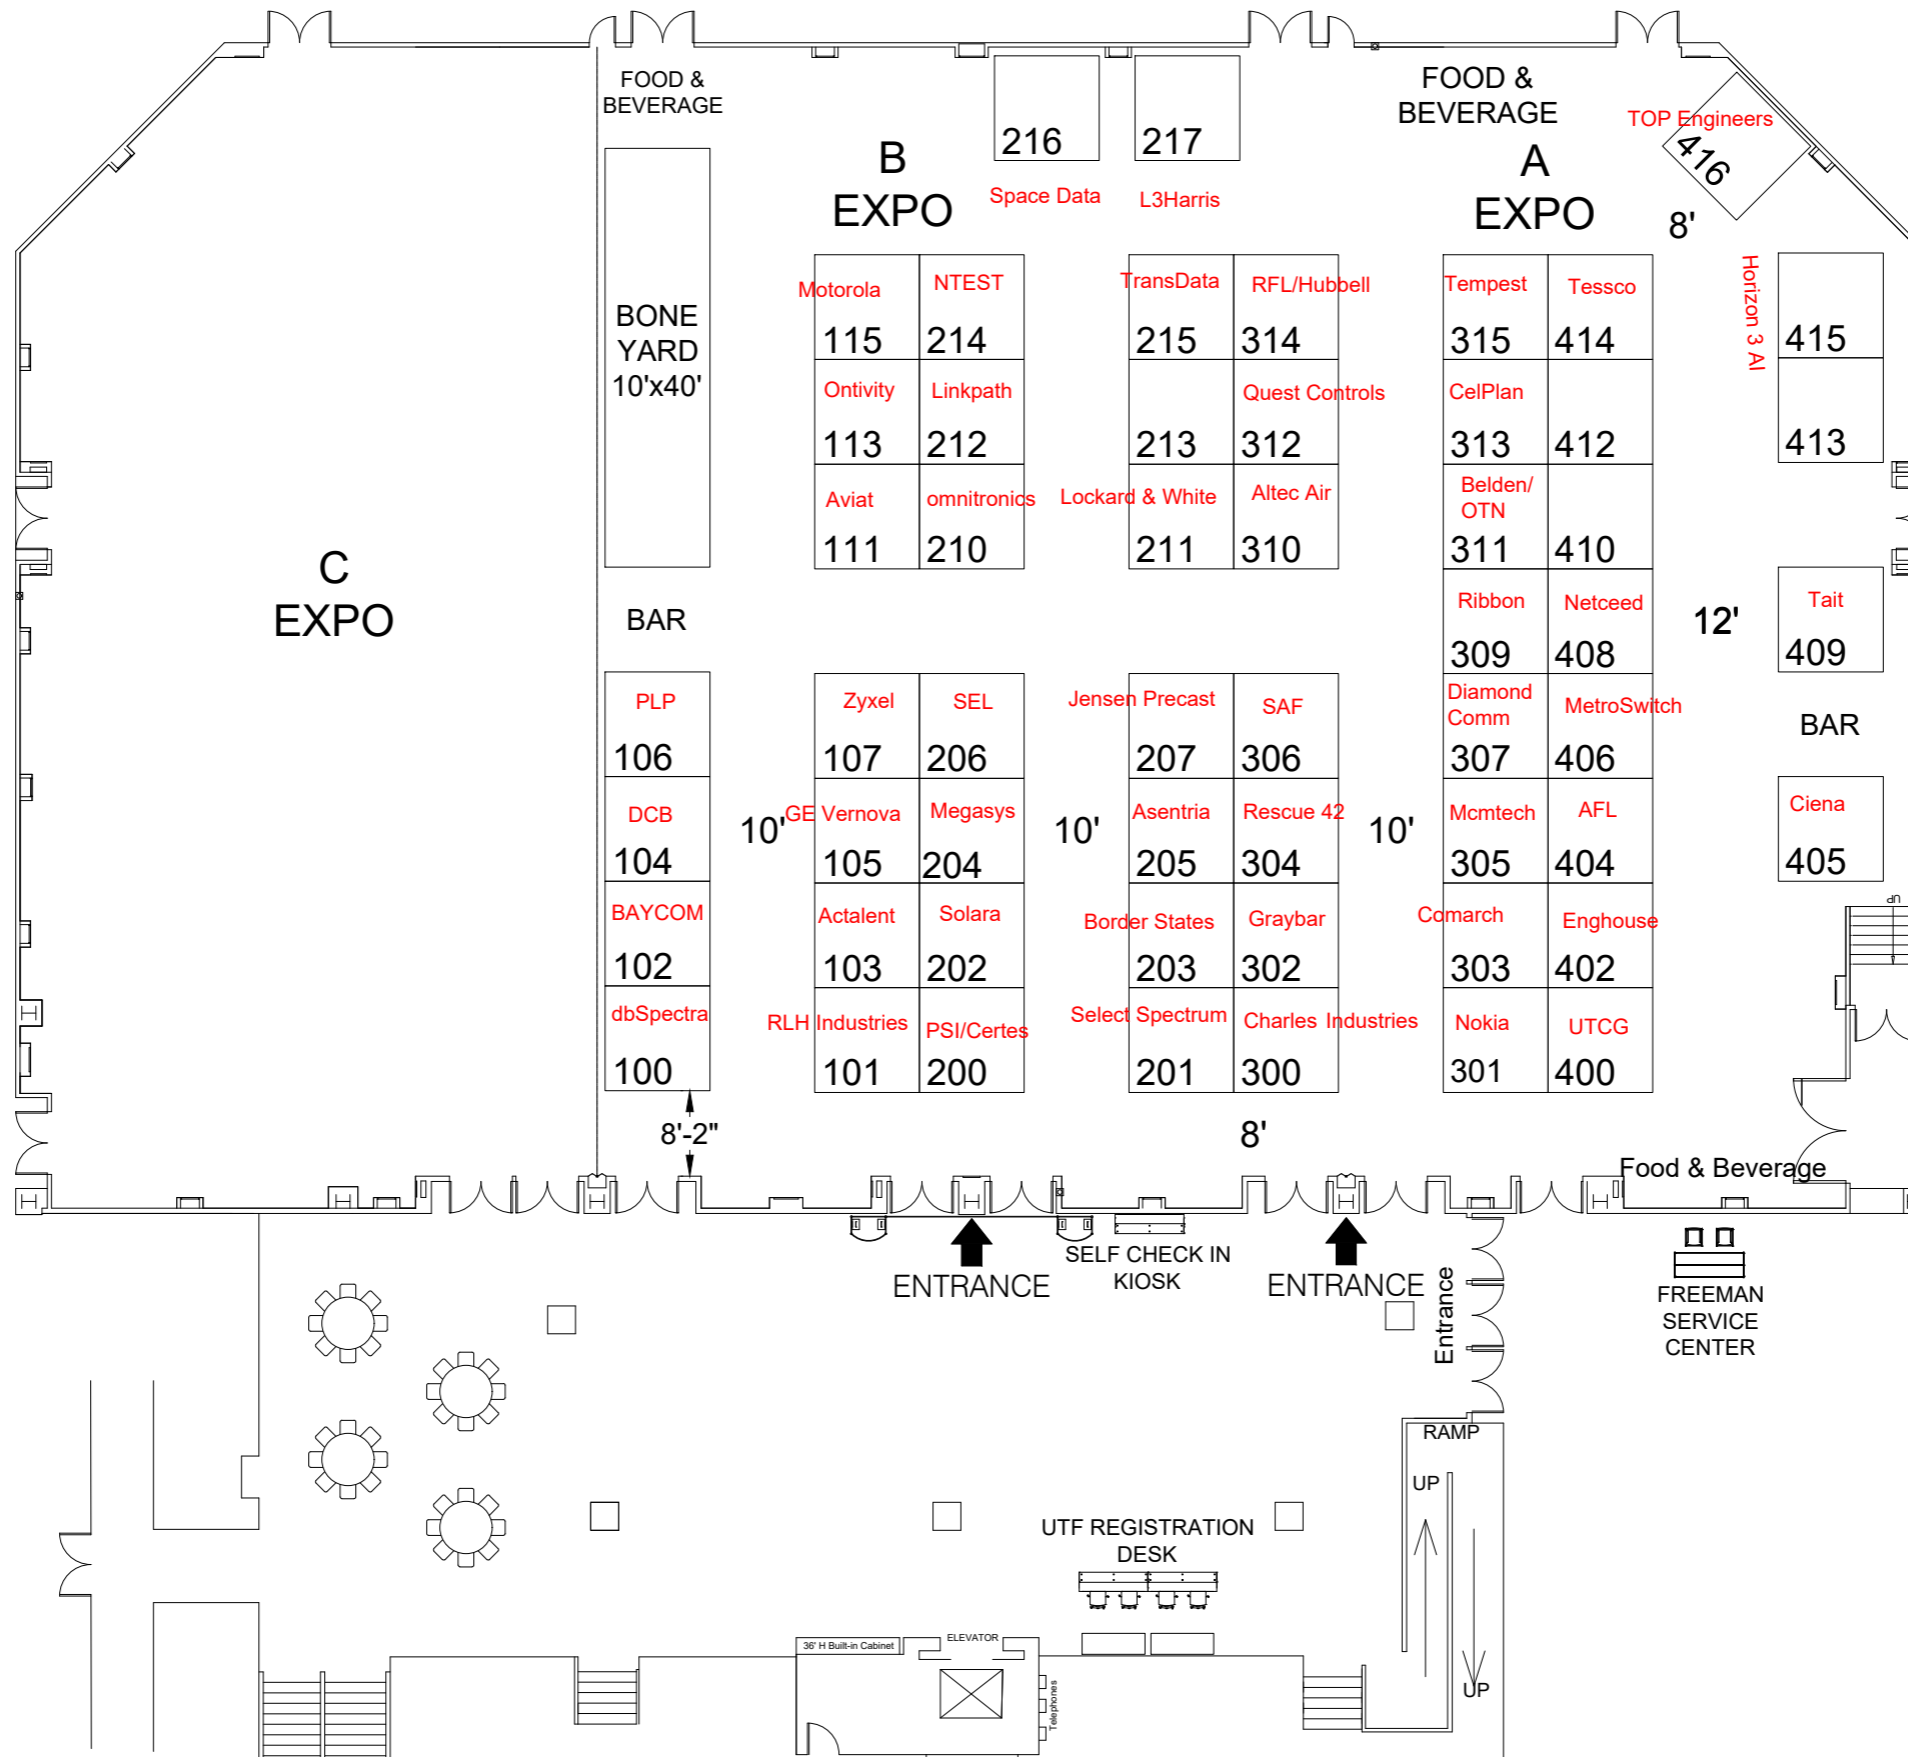 FOOD &
BEVERAGE
FOOD &
BEVERAGE
TOP Engineers
416
216
217
Space Data
L3Harris
B
EXPO
A
EXPO
8'
BONE
YARD
10'x40'
Motorola
115
NTEST
214
TransData
215
RFL/Hubbell
314
Tempest
315
Tessco
414
Horizon 3 AI
415
Ontivity
113
Linkpath
212
213
Quest Controls
312
CelPlan
313
412
413
Aviat
111
omnitronics
210
Lockard & White
211
Altec Air
310
Belden/
OTN
311
410
C
EXPO
BAR
Ribbon
309
Netceed
408
12'
Tait
409
PLP
106
Zyxel
107
SEL
206
Jensen Precast
207
SAF
306
Diamond
Comm
307
MetroSwitch
406
BAR
DCB
104
10'
GE Vernova
105
Megasys
204
10'
Asentria
205
Rescue 42
304
10'
Mcmtech
305
AFL
404
Ciena
405
BAYCOM
102
Actalent
103
Solara
202
Border States
203
Graybar
302
Comarch
303
Enghouse
402
UP
dbSpectra
100
RLH Industries
101
PSI/Certes
200
Select Spectrum
201
Charles Industries
300
Nokia
301
UTCG
400
8'-2"
8'
Food & Beverage
ENTRANCE
SELF CHECK IN
KIOSK
ENTRANCE
Entrance
FREEMAN
SERVICE
CENTER
RAMP
UP
UP
UTF REGISTRATION
DESK
36' H Built-in Cabinet
ELEVATOR
Telephones